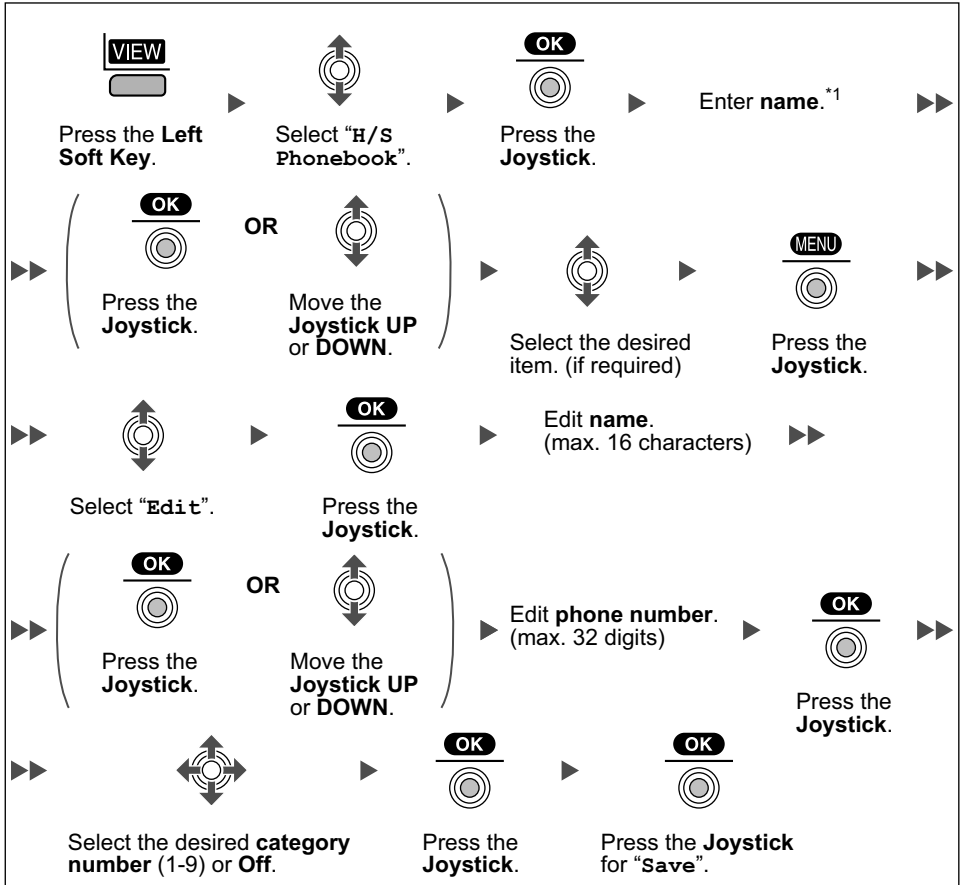 VIEW
Press the Left
Soft Key.
Select “H/S
Phonebook”.
OK
Press the
Joystick.
Enter name.*1
OK
Press the
Joystick.
OR
Move the
Joystick UP
or DOWN.
Select the desired
item. (if required)
MENU
Press the
Joystick.
Select “Edit”.
OK
Press the
Joystick.
Edit name.
(max. 16 characters)
OK
Press the
Joystick.
OR
Move the
Joystick UP
or DOWN.
Edit phone number.
(max. 32 digits)
OK
Press the
Joystick.
Select the desired category
number (1-9) or Off.
OK
Press the
Joystick.
OK
Press the Joystick
for “Save”.